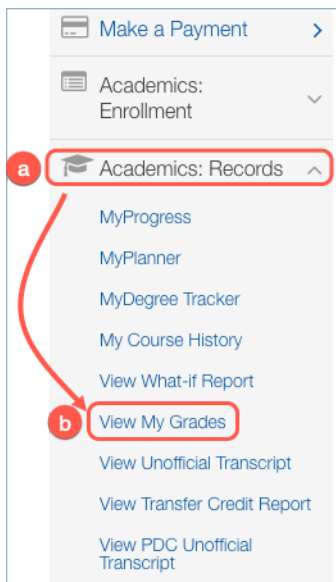 Make a Payment
Academics:
Enrollment
a
Academics: Records
MyProgress
MyPlanner
MyDegree Tracker
My Course History
View What-if Report
b
View My Grades
View Unofficial Transcript
View Transfer Credit Report
View PDC Unofficial
Transcript